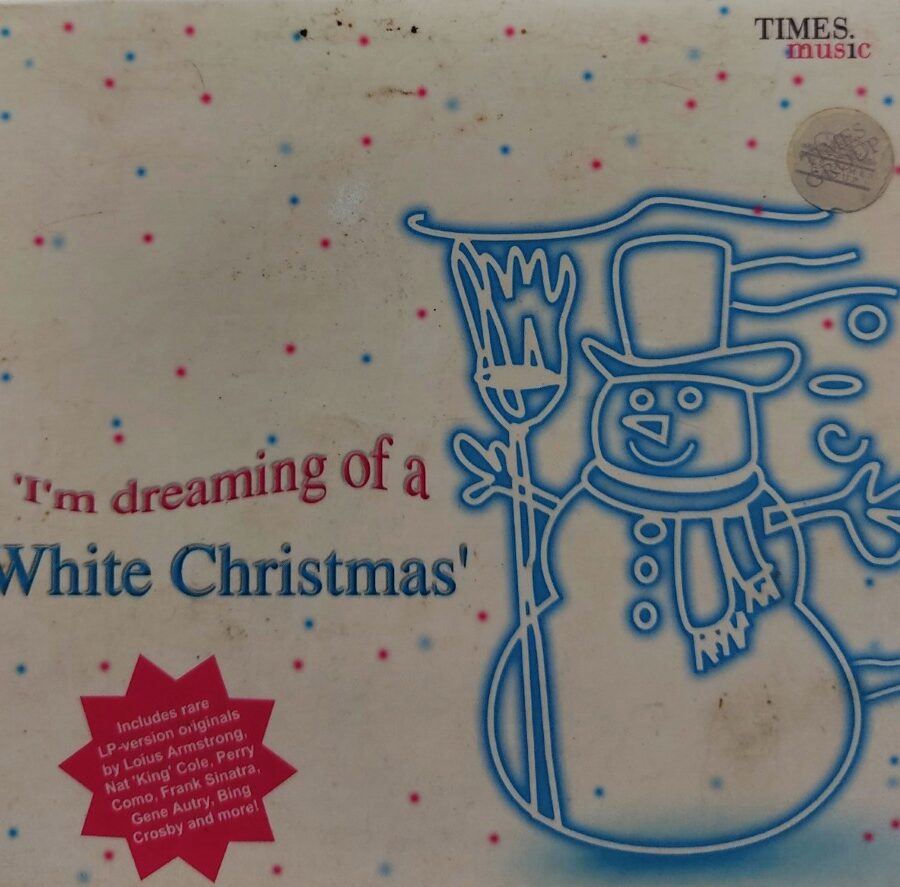 TIMES.
music
'I'm dreaming of a
White Christmas'
Includes rare
LP-version originals
by Loius Armstrong,
Nat 'King' Cole, Perry
Como, Frank Sinatra,
Gene Autry, Bing
Crosby and more!